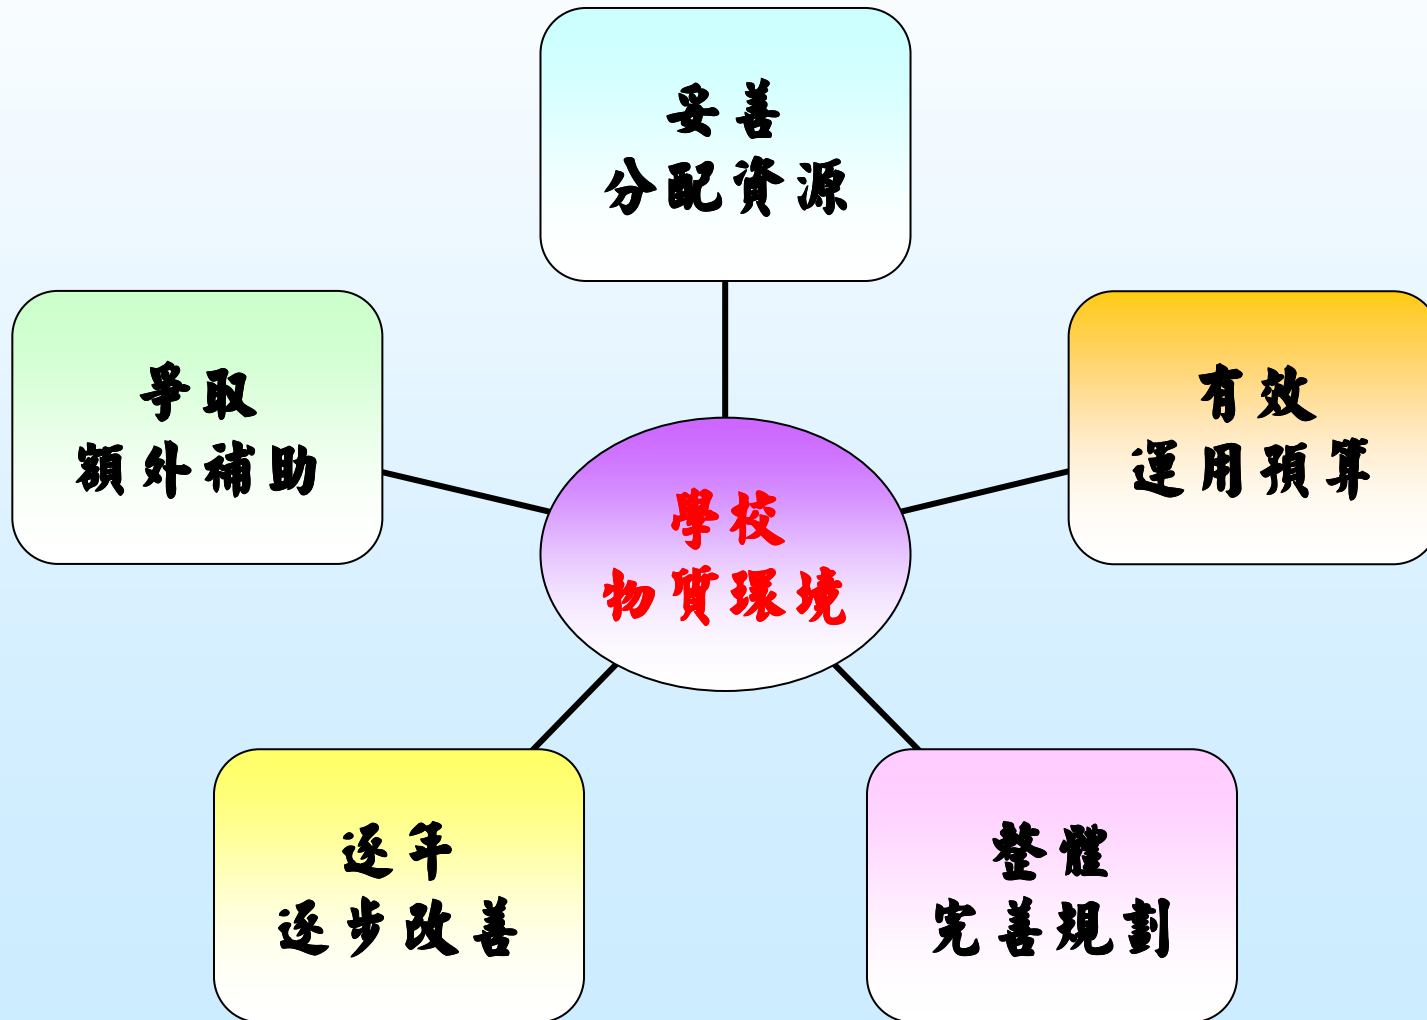 妥善
分配資源
爭取
額外補助
有效
運用預算
學校
物質環境
逐年
逐步改善
整體
完善規劃